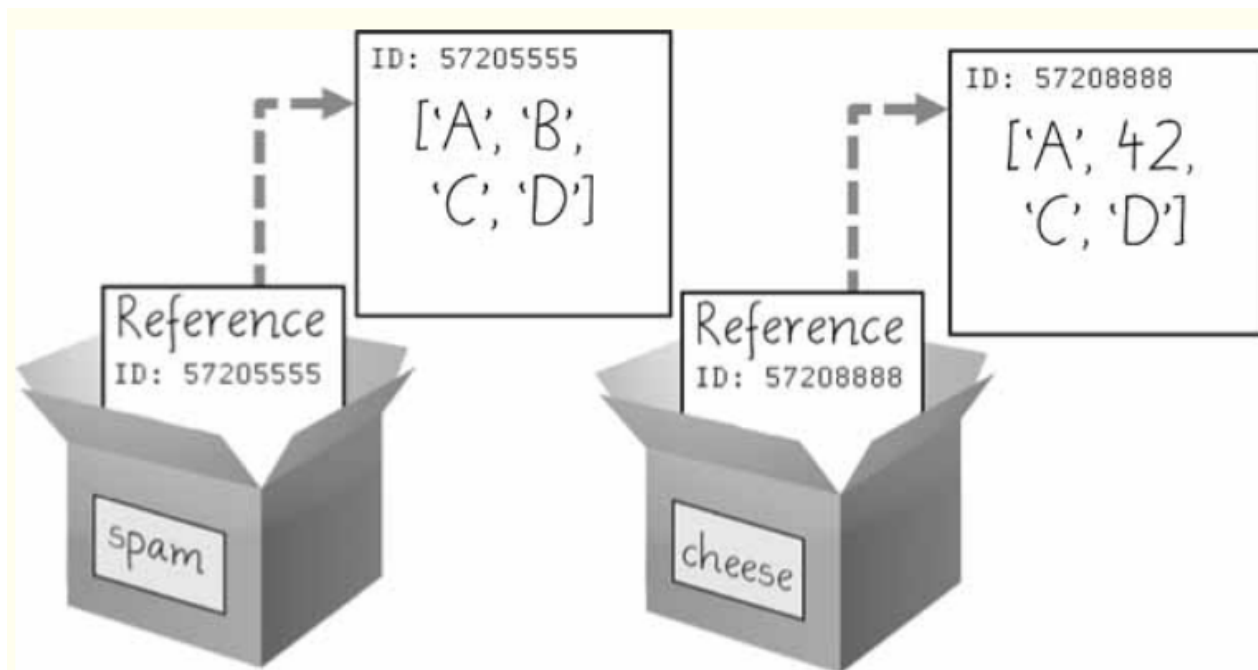 ID: 57205555
['A', 'B',
'C', 'D']
Reference
ID: 57205555
spam
ID: 57208888
['A', 42,
'C', 'D']
Reference
ID: 57208888
cheese